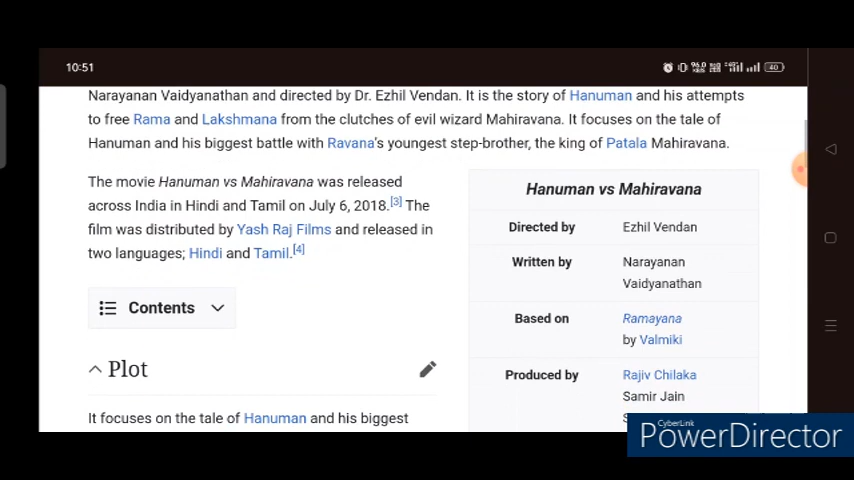 10:51
96.0
40
Narayanan Vaidyanathan and directed by Dr. Ezhil Vendan. It is the story of Hanuman and his attempts
to free Rama and Lakshmana from the clutches of evil wizard Mahiravana. It focuses on the tale of
Hanuman and his biggest battle with Ravana's youngest step-brother, the king of Patala Mahiravana.
The movie Hanuman vs Mahiravana was released
across India in Hindi and Tamil on July 6, 2018.[3] The
film was distributed by Yash Raj Films and released in
two languages; Hindi and Tamil.[4]
Contents
Plot
It focuses on the tale of Hanuman and his biggest
Hanuman vs Mahiravana
Directed by Ezhil Vendan
Written by Narayanan
Vaidyanathan
Based on Ramayana
by Valmiki
Produced by Rajiv Chilaka
Samir Jain
CyberLink
PowerDirector